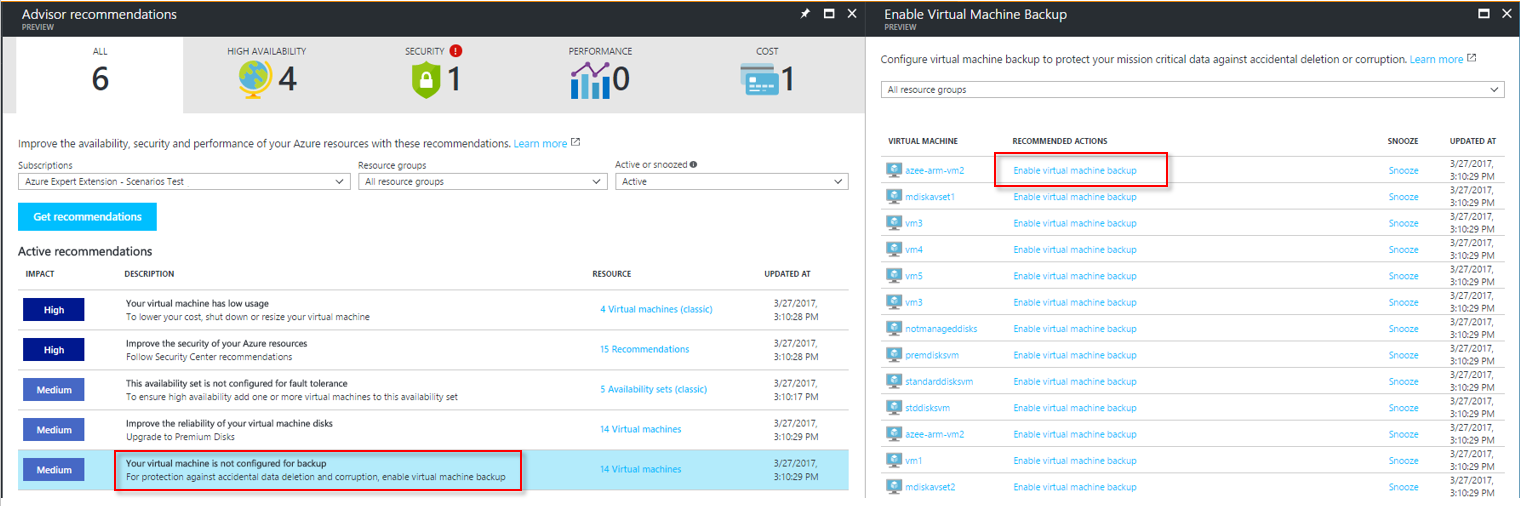 Advisor recommendations
PREVIEW
ALL
6
HIGH AVAILABILITY
4
SECURITY !
1
PERFORMANCE
0
COST
1
Improve the availability, security and performance of your Azure resources with these recommendations. Learn more
Subscriptions Resource groups Active or snoozed
Azure Expert Extension - Scenarios Test All resource groups Active
Get recommendations
Active recommendations
IMPACT DESCRIPTION RESOURCE UPDATED AT
High Your virtual machine has low usage
To lower your cost, shut down or resize your virtual machine
4 Virtual machines (classic)
3/27/2017,
3:10:28 PM
High Improve the security of your Azure resources
Follow Security Center recommendations
15 Recommendations
3/27/2017,
3:10:28 PM
Medium This availability set is not configured for fault tolerance
To ensure high availability add one or more virtual machines to this availability set
5 Availability sets (classic)
3/27/2017,
3:10:17 PM
Medium Improve the reliability of your virtual machine disks
Upgrade to Premium Disks
14 Virtual machines
3/27/2017,
3:10:29 PM
Medium Your virtual machine is not configured for backup
For protection against accidental data deletion and corruption, enable virtual machine backup
14 Virtual machines
3/27/2017,
3:10:29 PM
Enable Virtual Machine Backup
PREVIEW
Configure virtual machine backup to protect your mission critical data against accidental deletion or corruption. Learn more
All resource groups
VIRTUAL MACHINE RECOMMENDED ACTIONS SNOOZE UPDATED AT
azee-arm-vm2 Enable virtual machine backup Snooze 3/27/2017,
3:10:29 PM
mdiskavset1 Enable virtual machine backup Snooze 3/27/2017,
3:10:29 PM
vm3 Enable virtual machine backup Snooze 3/27/2017,
3:10:29 PM
vm4 Enable virtual machine backup Snooze 3/27/2017,
3:10:29 PM
vm5 Enable virtual machine backup Snooze 3/27/2017,
3:10:29 PM
vm3 Enable virtual machine backup Snooze 3/27/2017,
3:10:29 PM
notmanageddisks Enable virtual machine backup Snooze 3/27/2017,
3:10:29 PM
premdisksvm Enable virtual machine backup Snooze 3/27/2017,
3:10:29 PM
standarddisksvm Enable virtual machine backup Snooze 3/27/2017,
3:10:29 PM
stddisksvm Enable virtual machine backup Snooze 3/27/2017,
3:10:29 PM
azee-arm-vm2 Enable virtual machine backup Snooze 3/27/2017,
3:10:29 PM
vm1 Enable virtual machine backup Snooze 3/27/2017,
3:10:29 PM
mdiskavset2 Enable virtual machine backup Snooze 3/27/2017,
3:10:29 PM